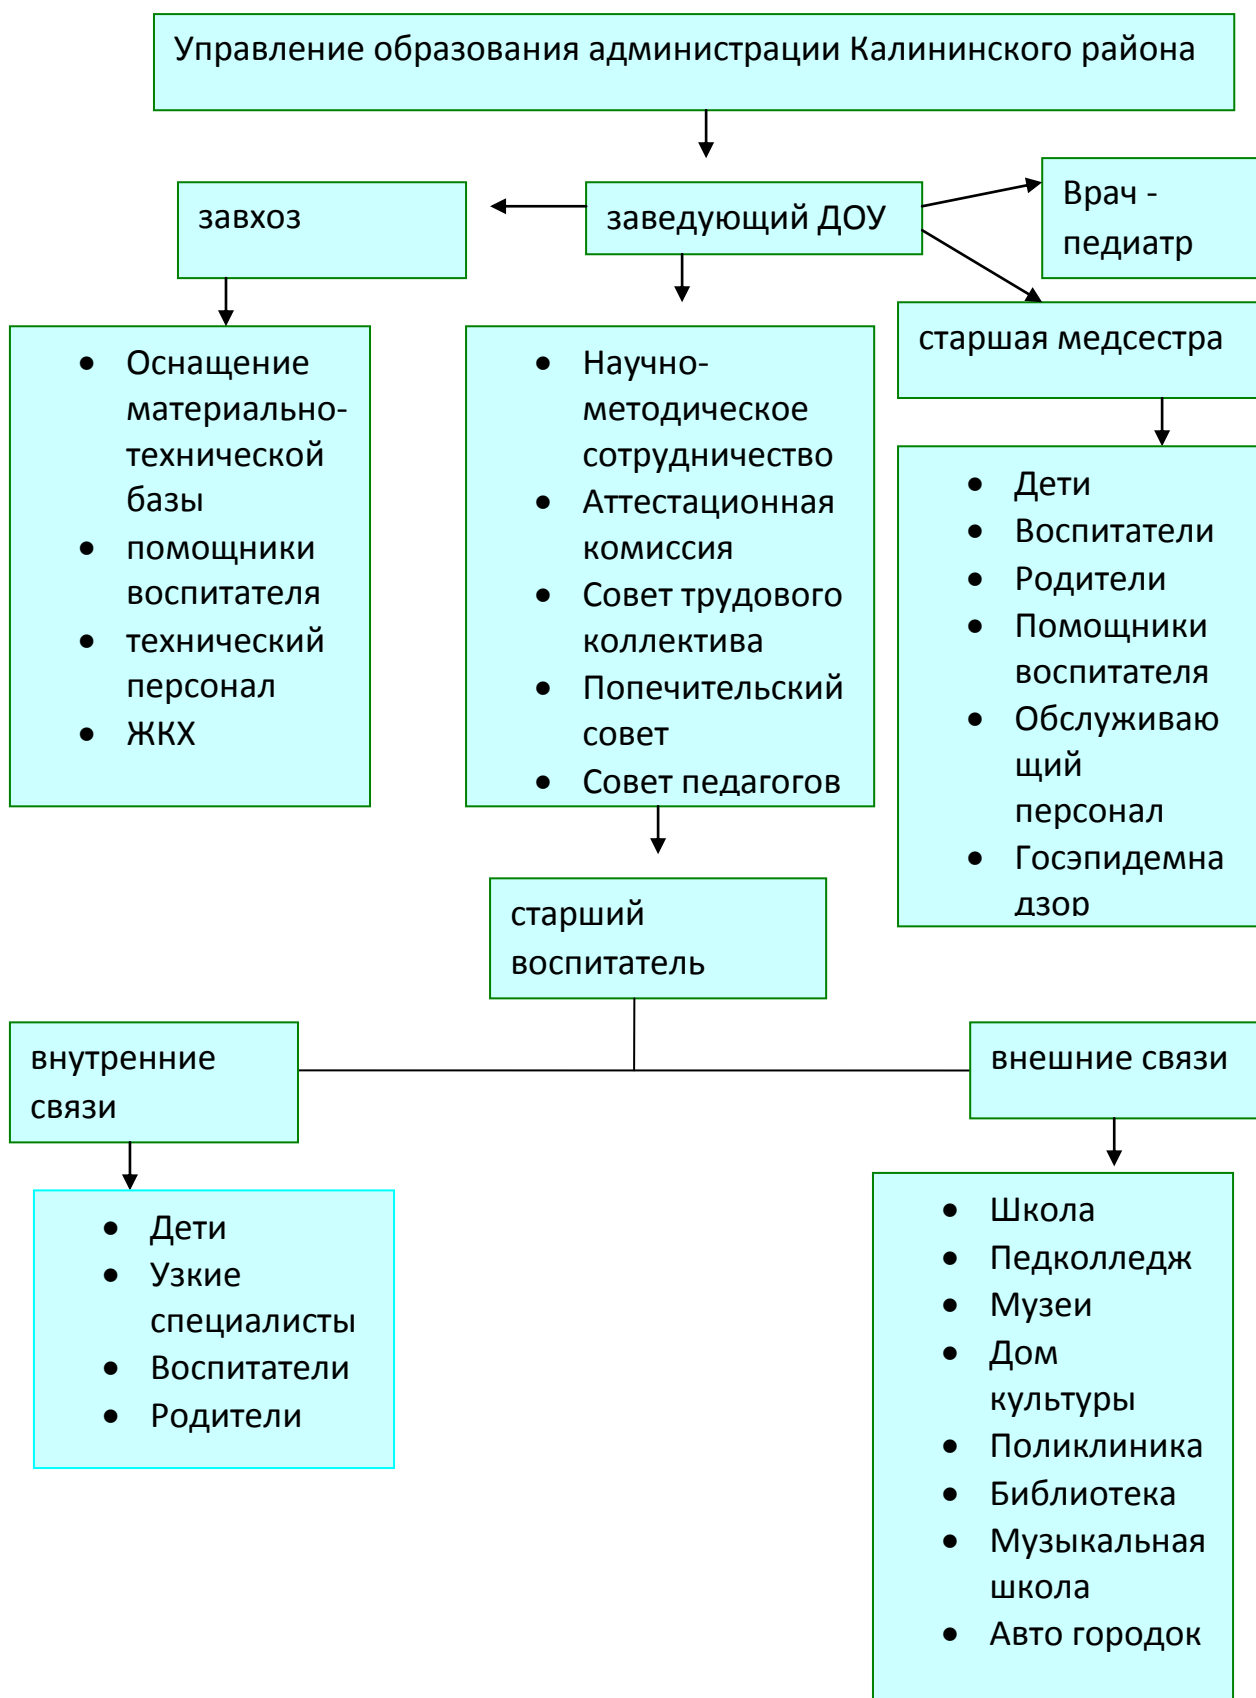 Управление образования администрации Калининского района
завхоз
заведующий ДОУ
Врач -
педиатр
старшая медсестра
• Оснащение
материально-
технической
базы
• помощники
воспитателя
• технический
персонал
• ЖКХ
• Научно-
методическое
сотрудничество
• Аттестационная
комиссия
• Совет трудового
коллектива
• Попечительский
совет
• Совет педагогов
• Дети
• Воспитатели
• Родители
• Помощники
воспитателя
• Обслуживаю
щий
персонал
• Госэпидемна
дзор
старший
воспитатель
внутренние
связи
внешние связи
• Дети
• Узкие
специалисты
• Воспитатели
• Родители
• Школа
• Педколледж
• Музеи
• Дом
культуры
• Поликлиника
• Библиотека
• Музыкальная
школа
• Авто городок